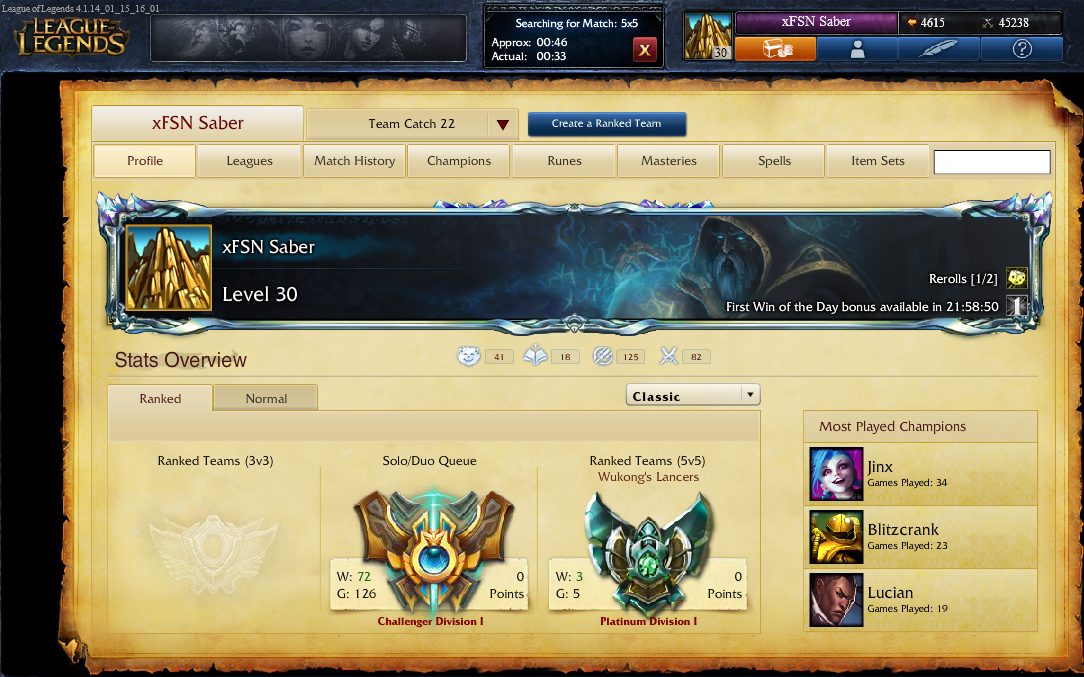 League of Legends 4.1.14_01_15_16_01
LEAGUE OF LEGENDS
Searching for Match: 5x5
Approx: 00:46
Actual: 00:33
X
30
xFSN Saber
4615
45238
?
xFSN Saber
Team Catch 22
Create a Ranked Team
Profile
Leagues
Match History
Champions
Runes
Masteries
Spells
Item Sets
xFSN Saber
Level 30
Rerolls [1/2]
First Win of the Day bonus available in 21:58:50
1
Stats Overview
41
18
125
82
Ranked
Normal
Classic
Most Played Champions
Ranked Teams (3v3)
Solo/Duo Queue
Ranked Teams (5v5)
Wukong's Lancers
W: 72
G: 126
0
Points
Challenger Division I
W: 3
G: 5
0
Points
Platinum Division I
Jinx
Games Played: 34
Blitzcrank
Games Played: 23
Lucian
Games Played: 19